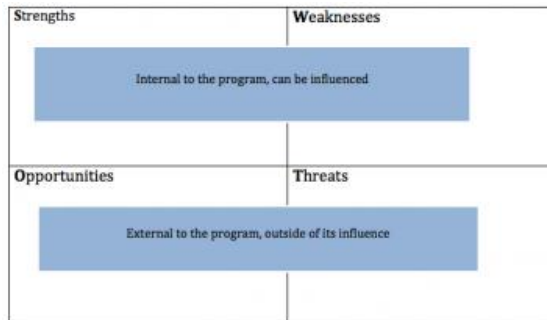 Strengths
Weaknesses
Internal to the program, can be influenced
Opportunities
Threats
External to the program, outside of its influence